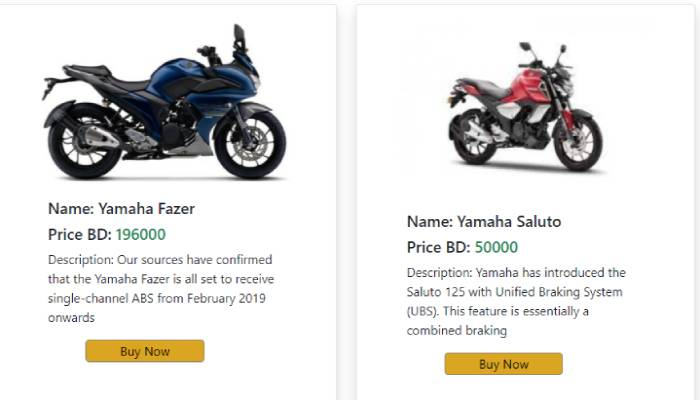 Name: Yamaha Fazer
Price BD: 196000
Description: Our sources have confirmed
that the Yamaha Fazer is all set to receive
single-channel ABS from February 2019
onwards
Buy Now
Name: Yamaha Saluto
Price BD: 50000
Description: Yamaha has introduced the
Saluto 125 with Unified Braking System
(UBS). This feature is essentially a
combined braking
Buy Now